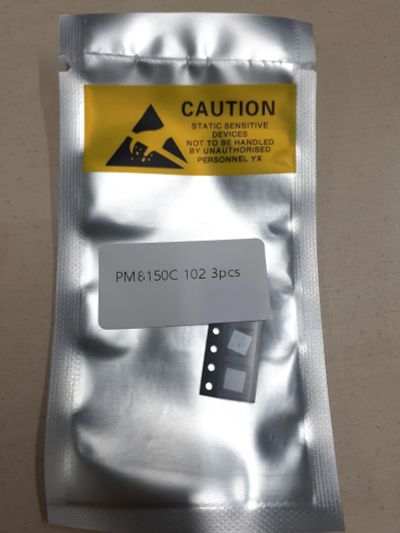 CAUTION
STATIC SENSITIVE
DEVICES
NOT TO BE HANDLED
BY UNAUTHORISED
PERSONNEL YX
PM8150C 102 3pcs